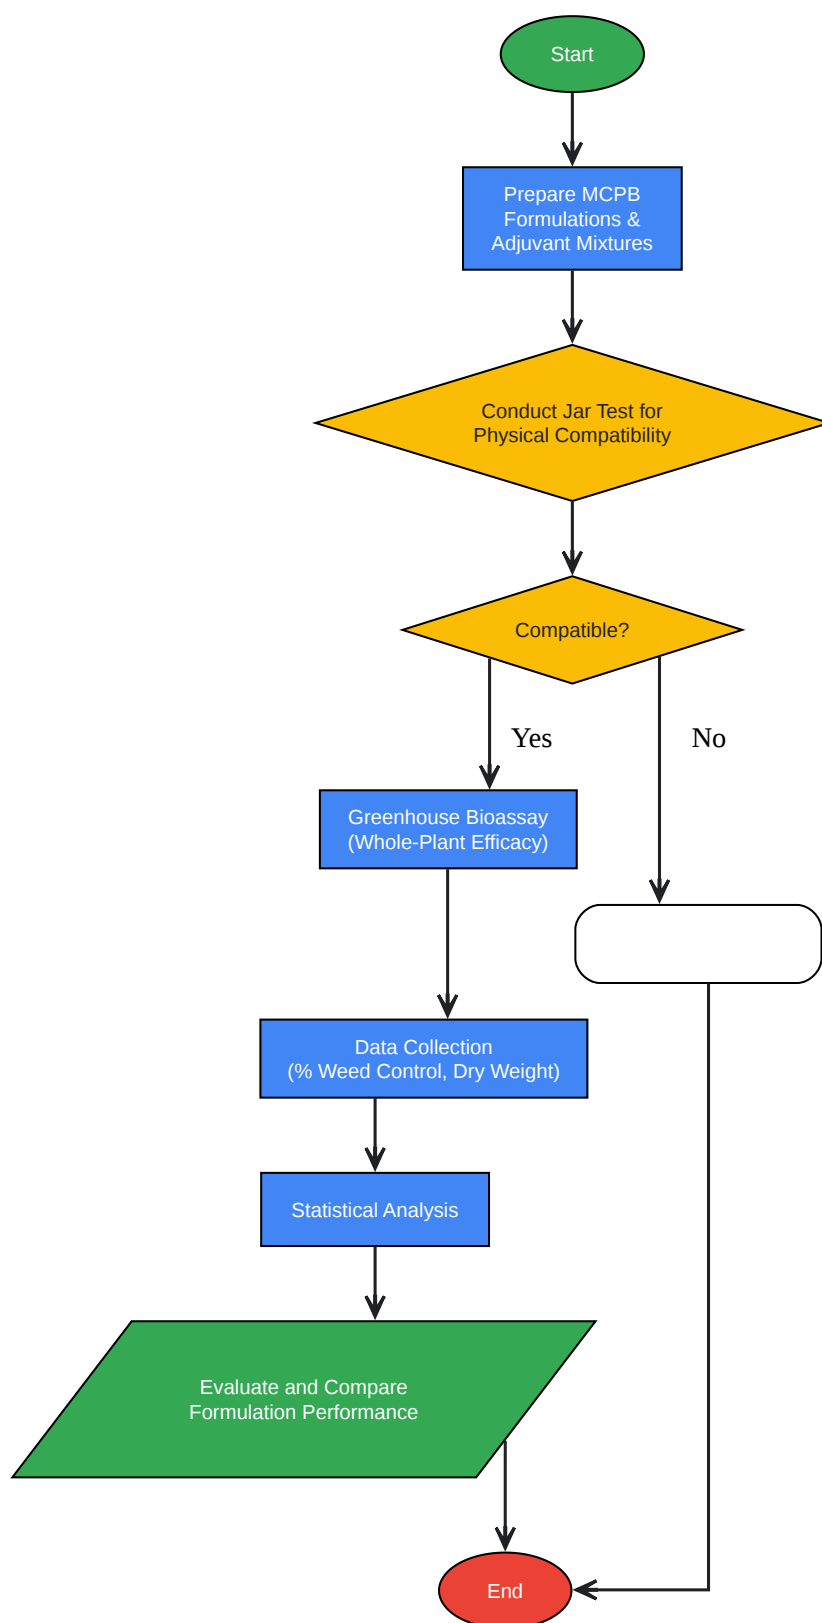 Start
Prepare MCPB
Formulations &
Adjuvant Mixtures
Conduct Jar Test for
Physical Compatibility
Compatible?
Yes
No
Greenhouse Bioassay
(Whole-Plant Efficacy)
Data Collection
(% Weed Control, Dry Weight)
Statistical Analysis
Evaluate and Compare
Formulation Performance
End